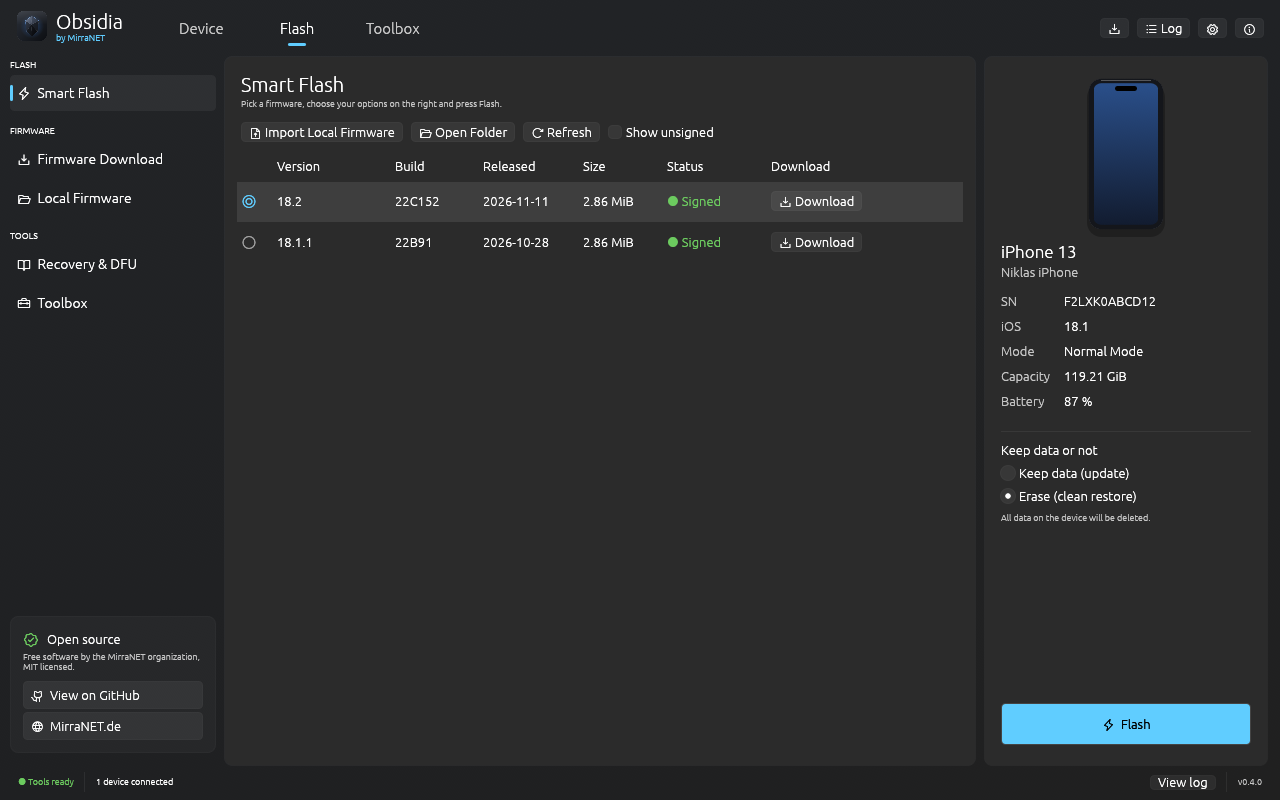 Obsidia
by MirraNET
Device
Flash
Toolbox
Log
FLASH
Smart Flash
FIRMWARE
Firmware Download
Local Firmware
TOOLS
Recovery & DFU
Toolbox
Open source
Free software by the MirraNET organization,
MIT licensed.
View on GitHub
MirraNET.de
Smart Flash
Pick a firmware, choose your options on the right and press Flash.
Import Local Firmware Open Folder Refresh Show unsigned
Version Build Released Size Status Download
18.2 22C152 2026-11-11 2.86 MiB Signed Download
18.1.1 22B91 2026-10-28 2.86 MiB Signed Download
iPhone 13
Niklas iPhone
SN F2LXK0ABCD12
iOS 18.1
Mode Normal Mode
Capacity 119.21 GiB
Battery 87 %
Keep data or not
Keep data (update)
Erase (clean restore)
All data on the device will be deleted.
Flash
Tools ready
1 device connected
View log
v0.4.0